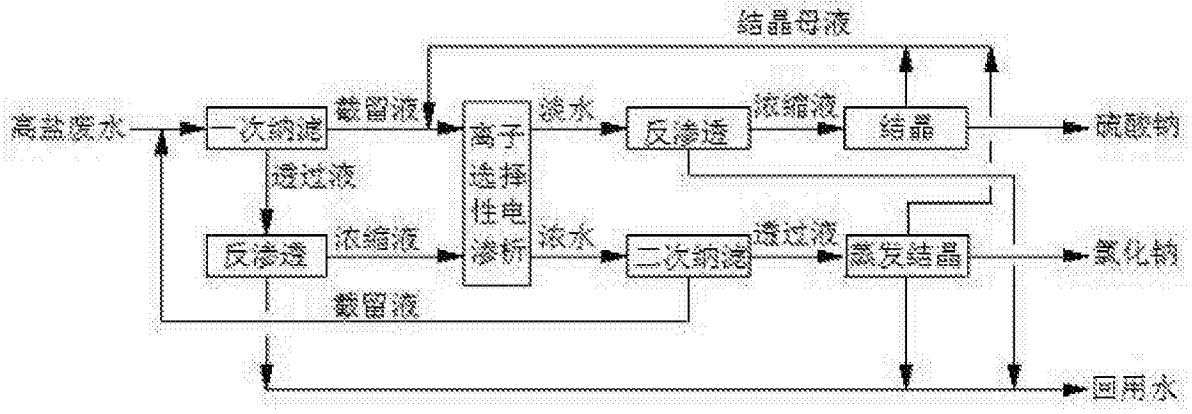 结晶母液
高盐废水
一次纳滤
截留液
离子选择性电渗析
淡水
反渗透
浓缩液
结晶
硫酸钠
透过液
反渗透
浓缩液
浓水
二次纳滤
透过液
蒸发结晶
氯化钠
截留液
回用水